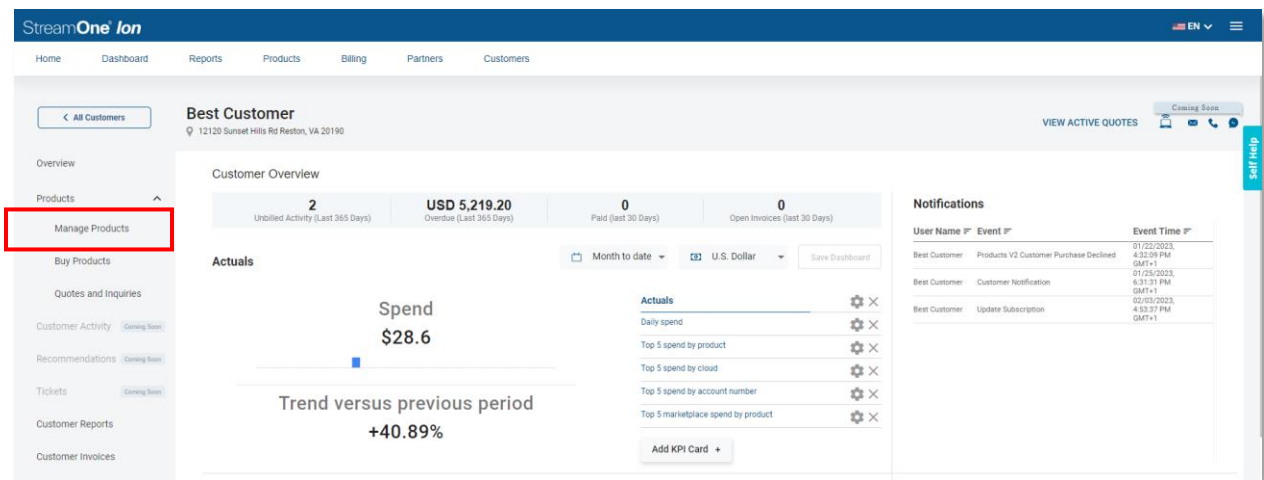 StreamOne® Ion
EN
Home Dashboard Reports Products Billing Partners Customers
< All Customers
Best Customer
12120 Sunset Hills Rd Reston, VA 20190
Coming Soon
VIEW ACTIVE QUOTES
Self Help
Overview
Products
Manage Products
Buy Products
Quotes and Inquiries
Customer Activity Coming Soon
Recommendations Coming Soon
Tickets Coming Soon
Customer Reports
Customer Invoices
Customer Overview
2
Unbilled Activity (Last 365 Days)
USD 5,219.20
Overdue (Last 365 Days)
0
Paid (last 30 Days)
0
Open Invoices (last 30 Days)
Actuals
Month to date
U.S. Dollar
Save Dashboard
Spend
$28.6
Trend versus previous period
+40.89%
Actuals
Daily spend
Top 5 spend by product
Top 5 spend by cloud
Top 5 spend by account number
Top 5 marketplace spend by product
Add KPI Card +
Notifications
User Name Event Event Time
Best Customer Products V2 Customer Purchase Declined 01/22/2023,
4:32:09 PM
GMT+1
Best Customer Customer Notification 01/25/2023,
6:31:31 PM
GMT+1
Best Customer Update Subscription 02/03/2023,
4:53:37 PM
GMT+1